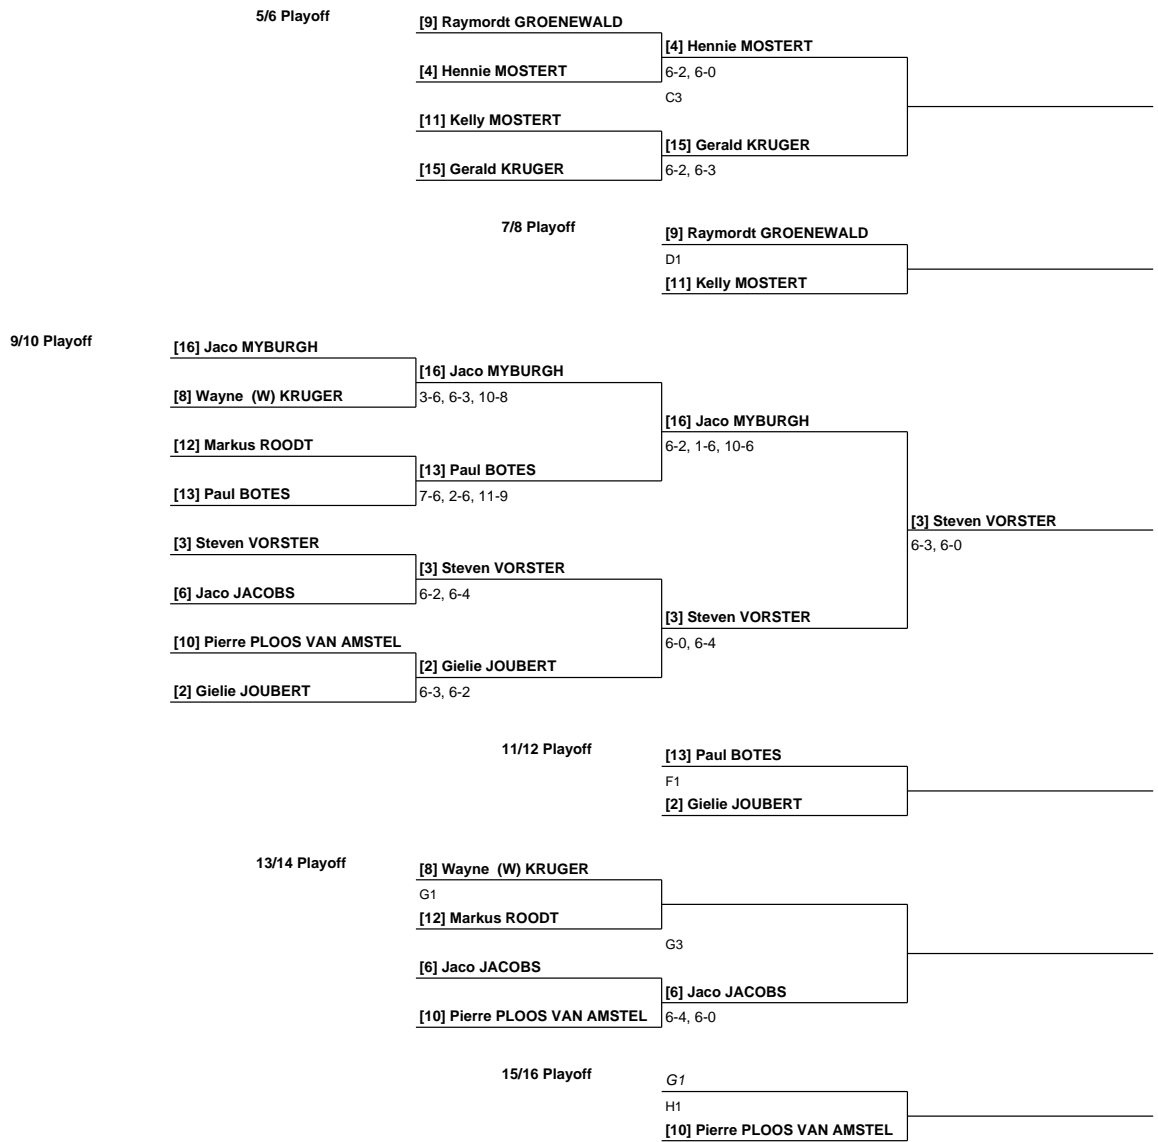 5/6 Playoff
[9] Raymordt GROENEWALD
[4] Hennie MOSTERT
[4] Hennie MOSTERT
6-2, 6-0
C3
[11] Kelly MOSTERT
[15] Gerald KRUGER
[15] Gerald KRUGER
6-2, 6-3
7/8 Playoff
[9] Raymordt GROENEWALD
D1
[11] Kelly MOSTERT
9/10 Playoff
[16] Jaco MYBURGH
[16] Jaco MYBURGH
[8] Wayne (W) KRUGER
3-6, 6-3, 10-8
[16] Jaco MYBURGH
[12] Markus ROODT
6-2, 1-6, 10-6
[13] Paul BOTES
[13] Paul BOTES
7-6, 2-6, 11-9
[3] Steven VORSTER
[3] Steven VORSTER
6-3, 6-0
[3] Steven VORSTER
[6] Jaco JACOBS
6-2, 6-4
[3] Steven VORSTER
[10] Pierre PLOOS VAN AMSTEL
6-0, 6-4
[2] Gielie JOUBERT
[2] Gielie JOUBERT
6-3, 6-2
11/12 Playoff
[13] Paul BOTES
F1
[2] Gielie JOUBERT
13/14 Playoff
[8] Wayne (W) KRUGER
G1
[12] Markus ROODT
G3
[6] Jaco JACOBS
[6] Jaco JACOBS
[10] Pierre PLOOS VAN AMSTEL
6-4, 6-0
15/16 Playoff
G1
H1
[10] Pierre PLOOS VAN AMSTEL